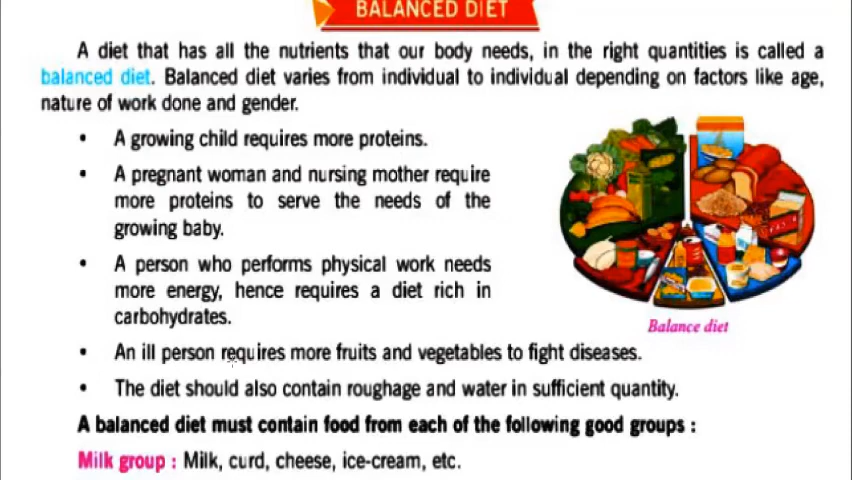 BALANCED DIET
A diet that has all the nutrients that our body needs, in the right quantities is called a
balanced diet. Balanced diet varies from individual to individual depending on factors like age,
nature of work done and gender.
• A growing child requires more proteins.
• A pregnant woman and nursing mother require
more proteins to serve the needs of the
growing baby.
• A person who performs physical work needs
more energy, hence requires a diet rich in
carbohydrates.
Balance diet
• An ill person requires more fruits and vegetables to fight diseases.
• The diet should also contain roughage and water in sufficient quantity.
A balanced diet must contain food from each of the following good groups :
Milk group : Milk, curd, cheese, ice-cream, etc.